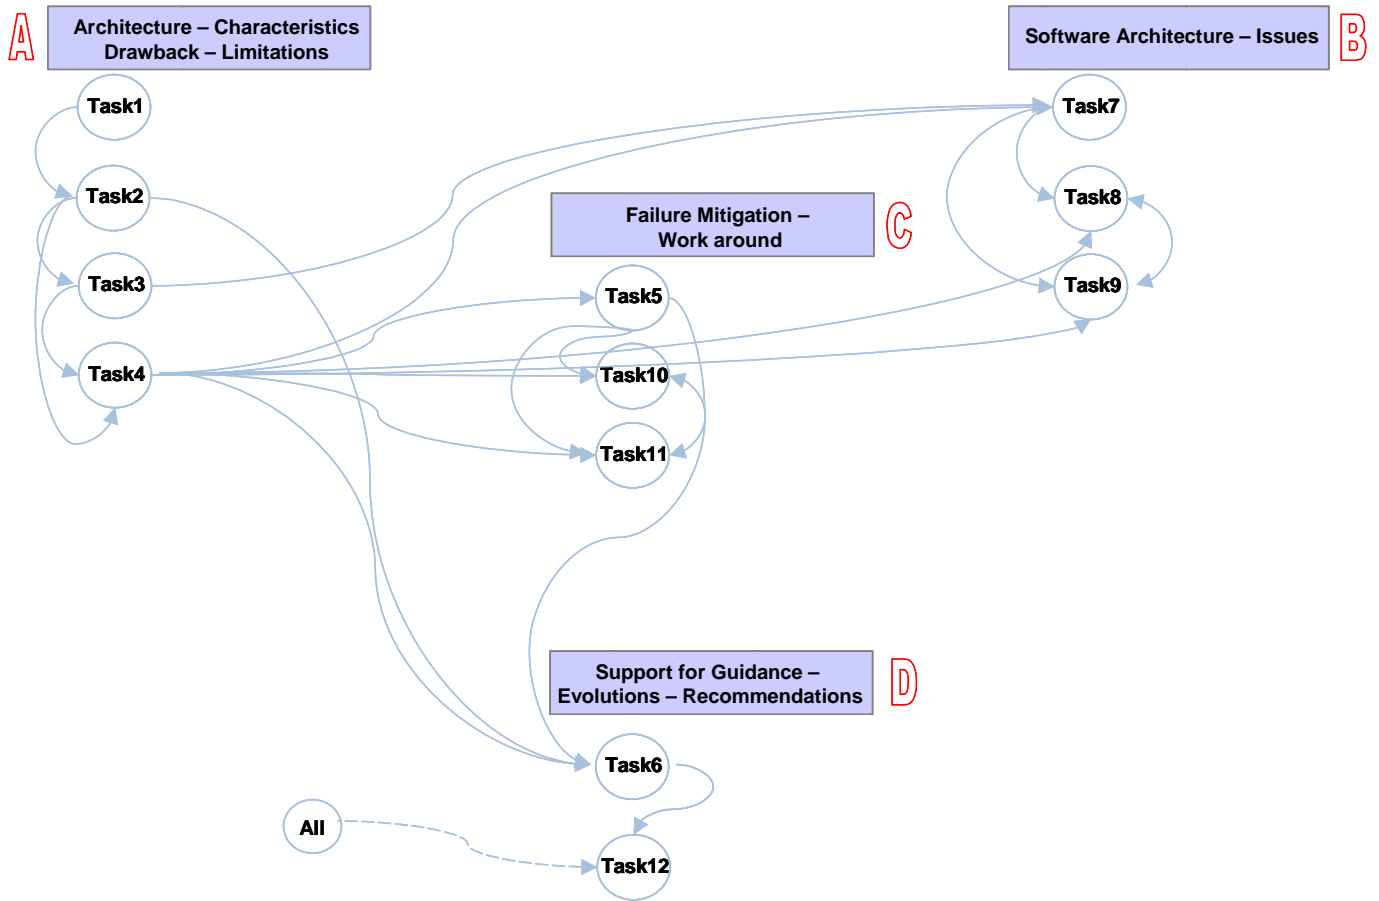 A
Architecture – Characteristics
Drawback – Limitations
Task1
Task2
Task3
Task4
Software Architecture – Issues
B
Task7
Task8
Task9
Failure Mitigation –
Work around
C
Task5
Task10
Task11
Support for Guidance –
Evolutions – Recommendations
D
Task6
All
Task12